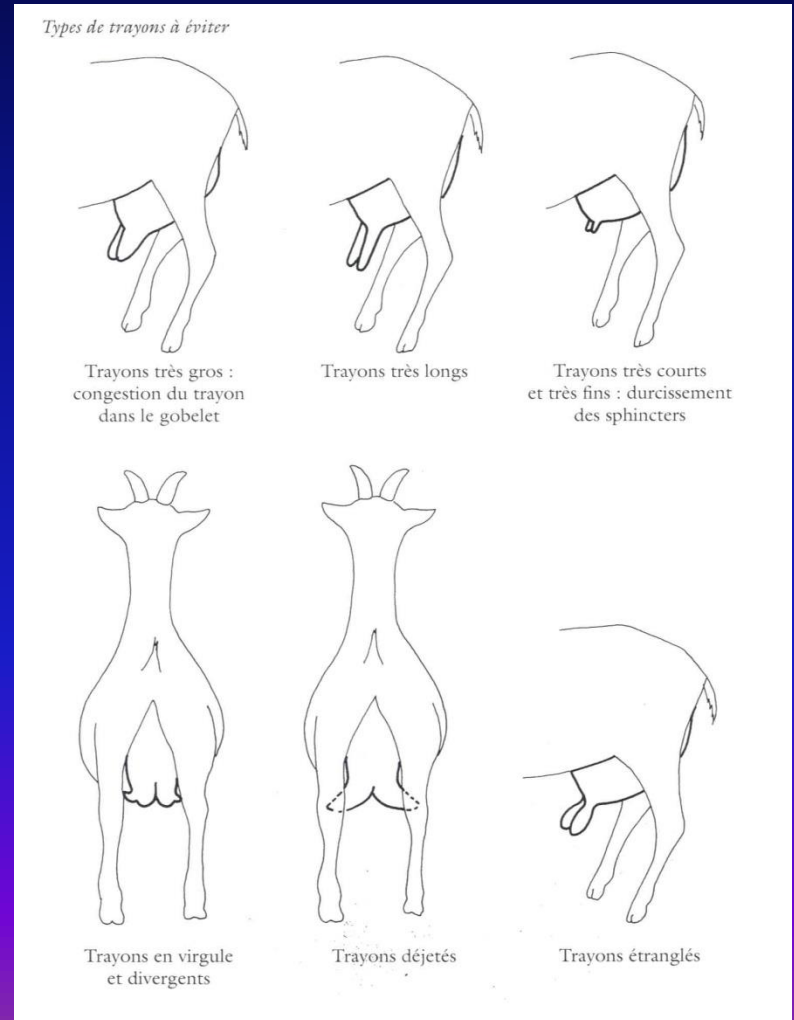 Types de trayons à éviter
Trayons très gros :
congestion du trayon
dans le gobelet
Trayons très longs
Trayons très courts
et très fins : durcissement
des sphincters
Trayons en virgule
et divergents
Trayons déjetés
Trayons étranglés